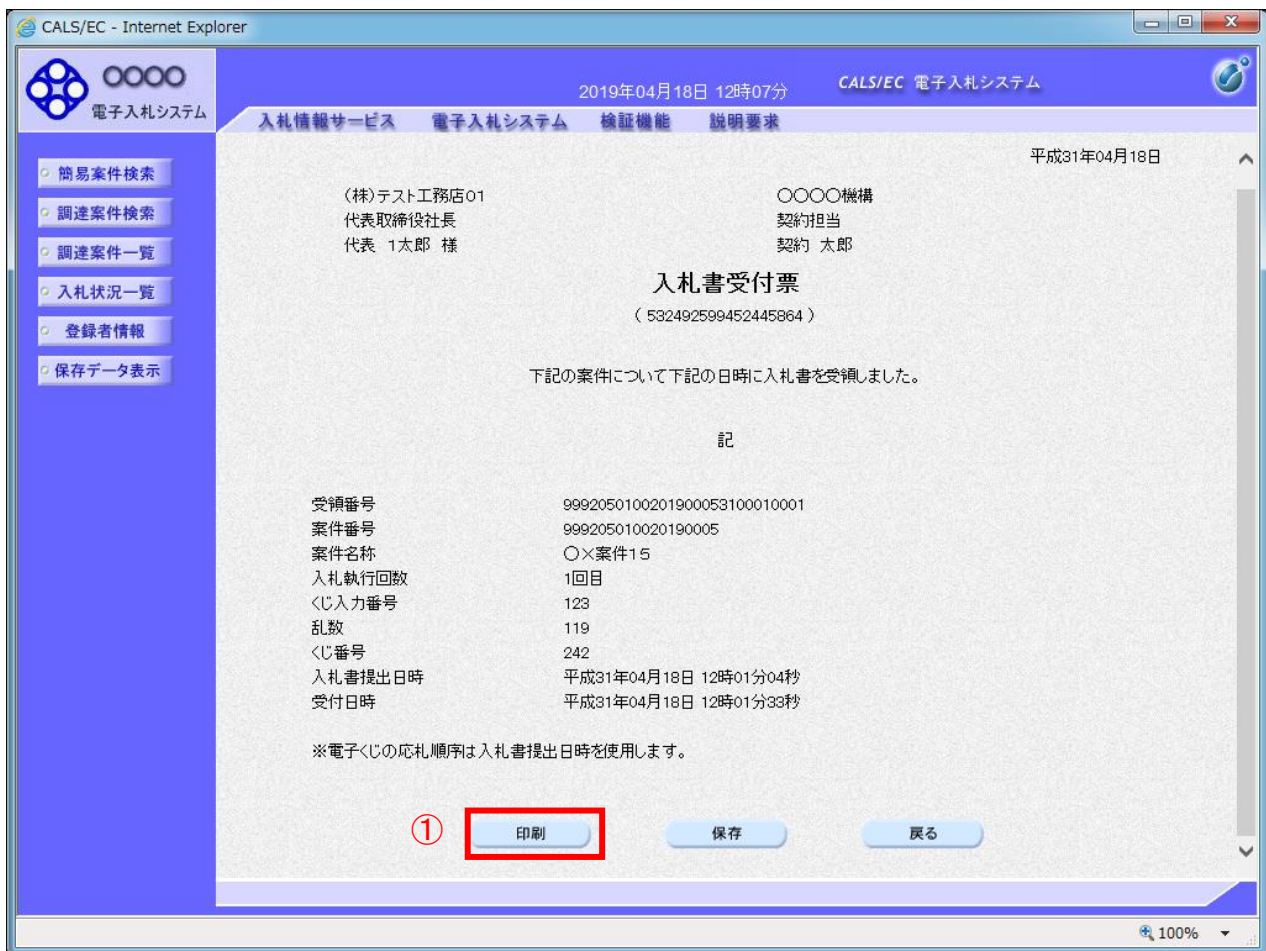 CALS/EC - Internet Explorer
〇〇〇〇
電子入札システム
2019年04月18日 12時07分
CALS/EC 電子入札システム
入札情報サービス 電子入札システム 検証機能 説明要求
簡易案件検索
調達案件検索
調達案件一覧
入札状況一覧
登録者情報
保存データ表示
平成31年04月18日
(株)テスト工務店01 〇〇〇〇機構
代表取締役社長 契約担当
代表 1太郎 様 契約 太郎
入札書受付票
(532492599452445864)
下記の案件について下記の日時に入札書を受領しました。
記
受領番号 9992050100201900053100010001
案件番号 999205010020190005
案件名称 〇×案件15
入札執行回数 1回目
くじ入力番号 123
乱数 119
くじ番号 242
入札書提出日時 平成31年04月18日 12時01分04秒
受付日時 平成31年04月18日 12時01分33秒
※電子くじの応札順序は入札書提出日時を使用します。
① 印刷 保存 戻る
100%